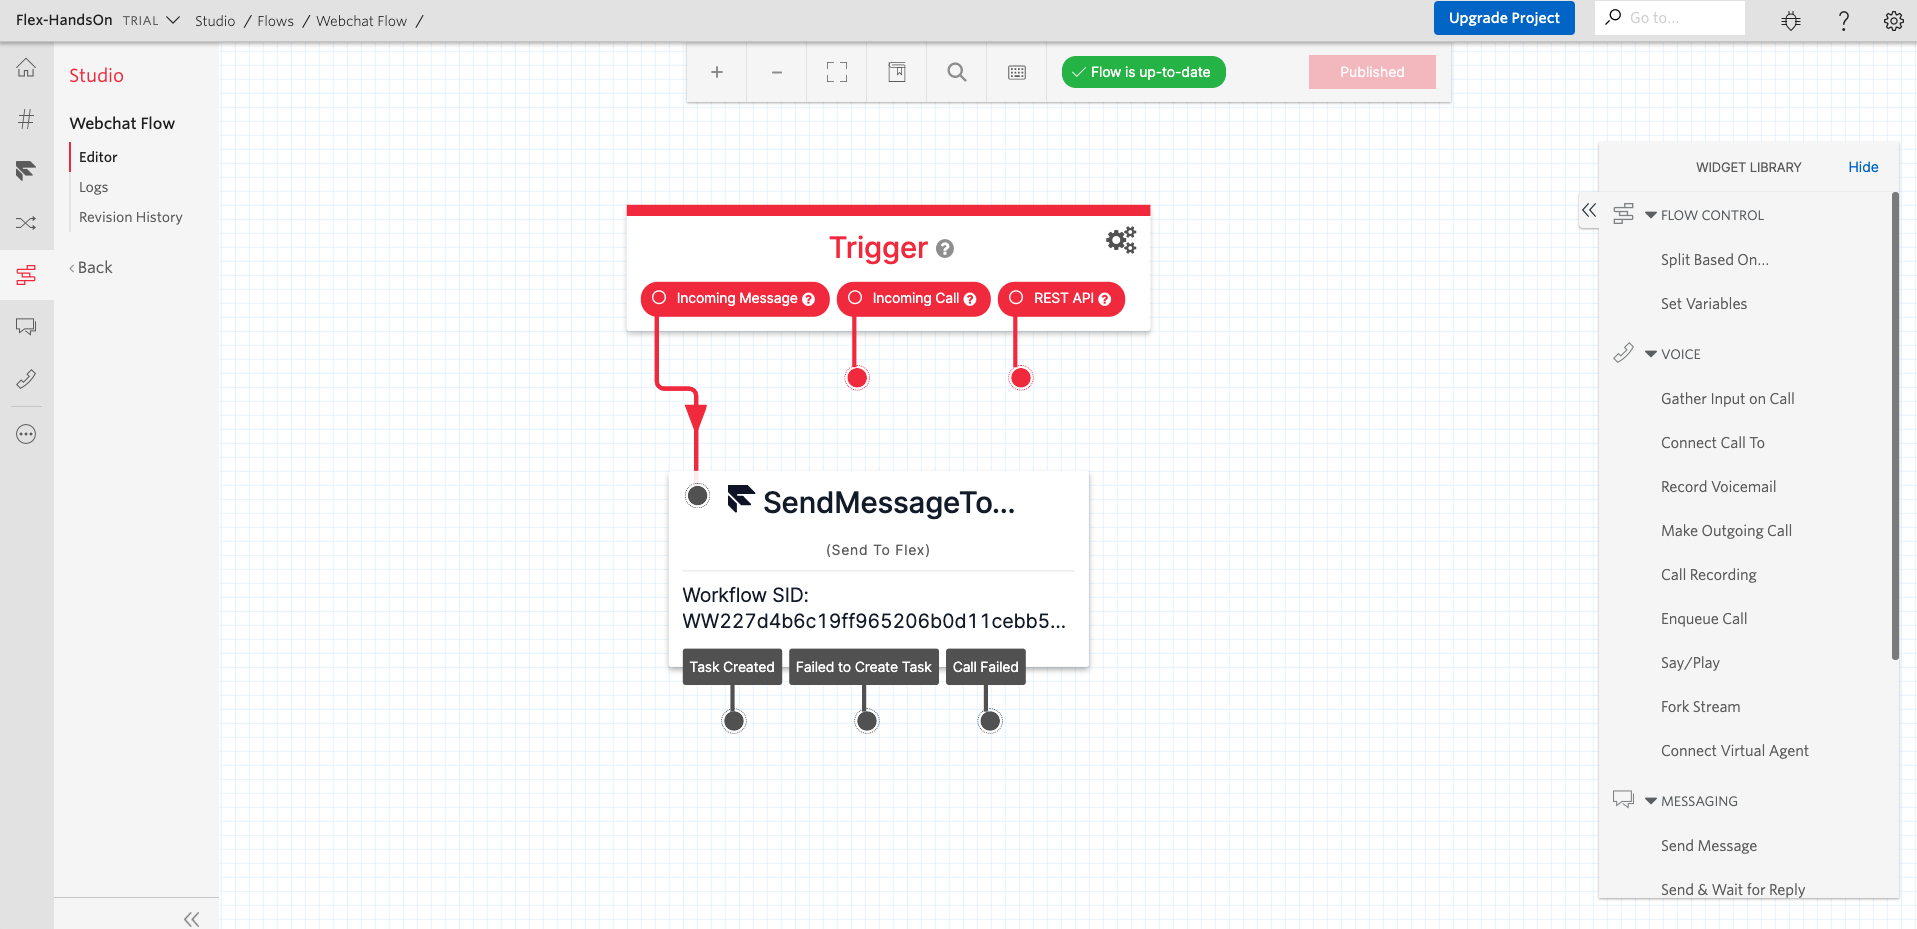 Flex-HandsOn TRIAL Studio / Flows / Webchat Flow /
Upgrade Project
Go to...
Studio
Webchat Flow
Editor
Logs
Revision History
‹ Back
Flow is up-to-date
Published
Trigger
Incoming Message
Incoming Call
REST API
SendMessageTo...
(Send To Flex)
Workflow SID:
WW227d4b6c19ff965206b0d11cebb5...
Task Created
Failed to Create Task
Call Failed
WIDGET LIBRARY
Hide
FLOW CONTROL
Split Based On...
Set Variables
VOICE
Gather Input on Call
Connect Call To
Record Voicemail
Make Outgoing Call
Call Recording
Enqueue Call
Say/Play
Fork Stream
Connect Virtual Agent
MESSAGING
Send Message
Send & Wait for Reply